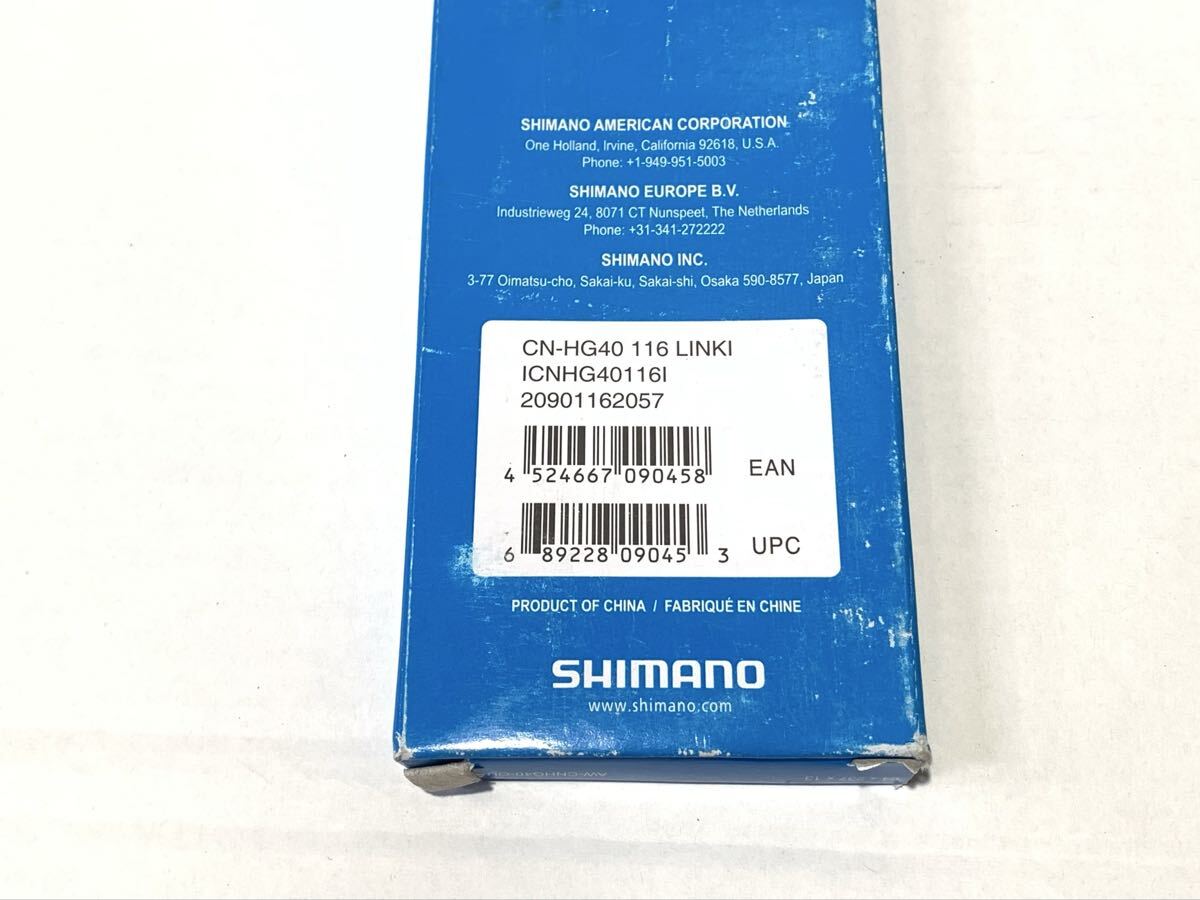 SHIMANO AMERICAN CORPORATION
One Holland, Irvine, California 92618, U.S.A.
Phone: +1-949-951-5003
SHIMANO EUROPE B.V.
Industrieweg 24, 8071 CT Nunspeet, The Netherlands
Phone: +31-341-272222
SHIMANO INC.
3-77 Oimatsu-cho, Sakai-ku, Sakai-shi, Osaka 590-8577, Japan
CN-HG40 116 LINKI
ICNHG40116I
20901162057
4 524667 090458 EAN
6 89228 09045 3 UPC
PRODUCT OF CHINA / FABRIQUÉ EN CHINE
SHIMANO
www.shimano.com